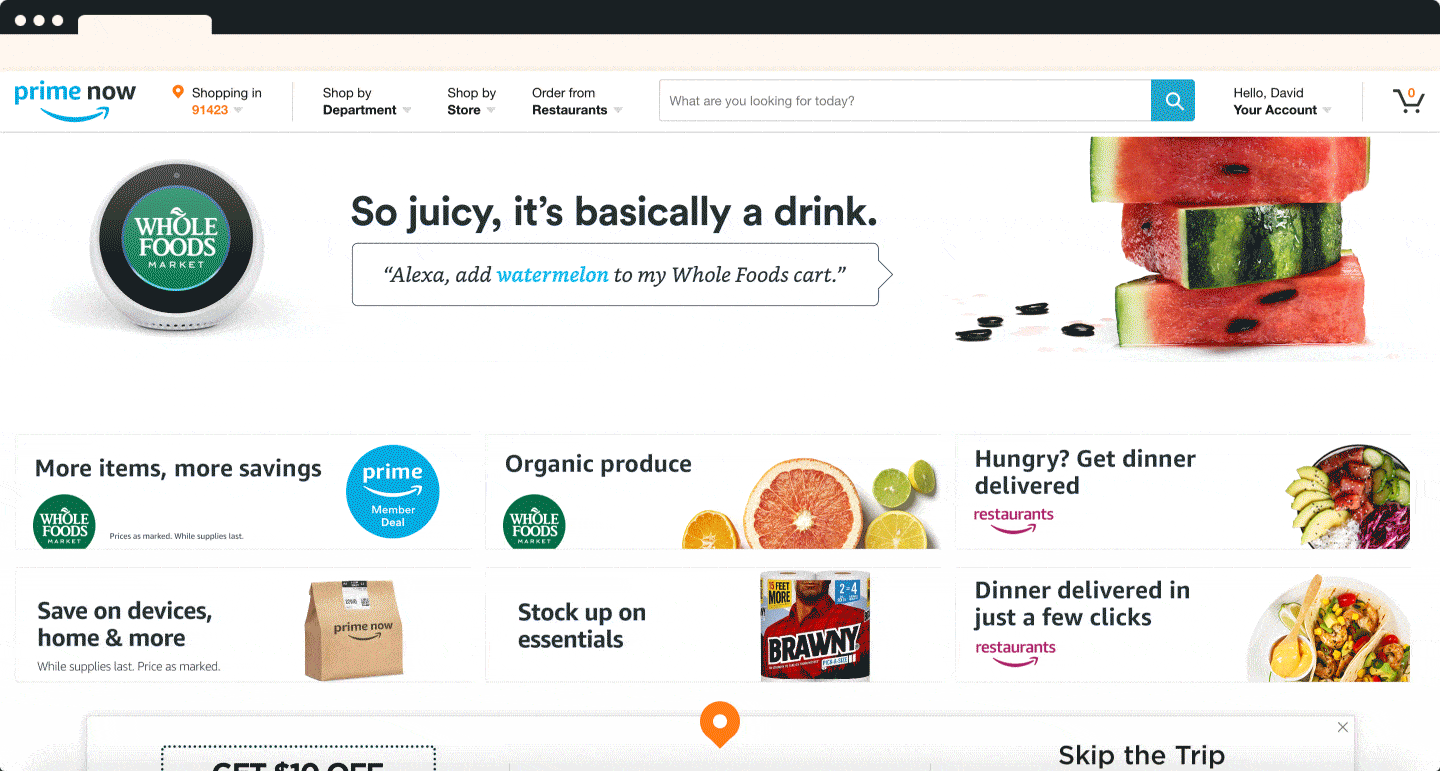 prime now
Shopping in
91423
Shop by
Department
Shop by
Store
Order from
Restaurants
What are you looking for today?
Hello, David
Your Account
0
WHOLE
FOODS
MARKET
So juicy, it's basically a drink.
“Alexa, add watermelon to my Whole Foods cart.”
More items, more savings
WHOLE
FOODS
MARKET
Prices as marked. While supplies last.
prime
Member
Deal
Organic produce
WHOLE
FOODS
MARKET
Hungry? Get dinner
delivered
restaurants
Save on devices,
home & more
While supplies last. Price as marked.
prime now
Stock up on
essentials
15 FEET
MORE
2=4
BRAWNY
PICK-A-SIZE
Dinner delivered in
just a few clicks
restaurants
GET $10 OFF
Skip the Trip